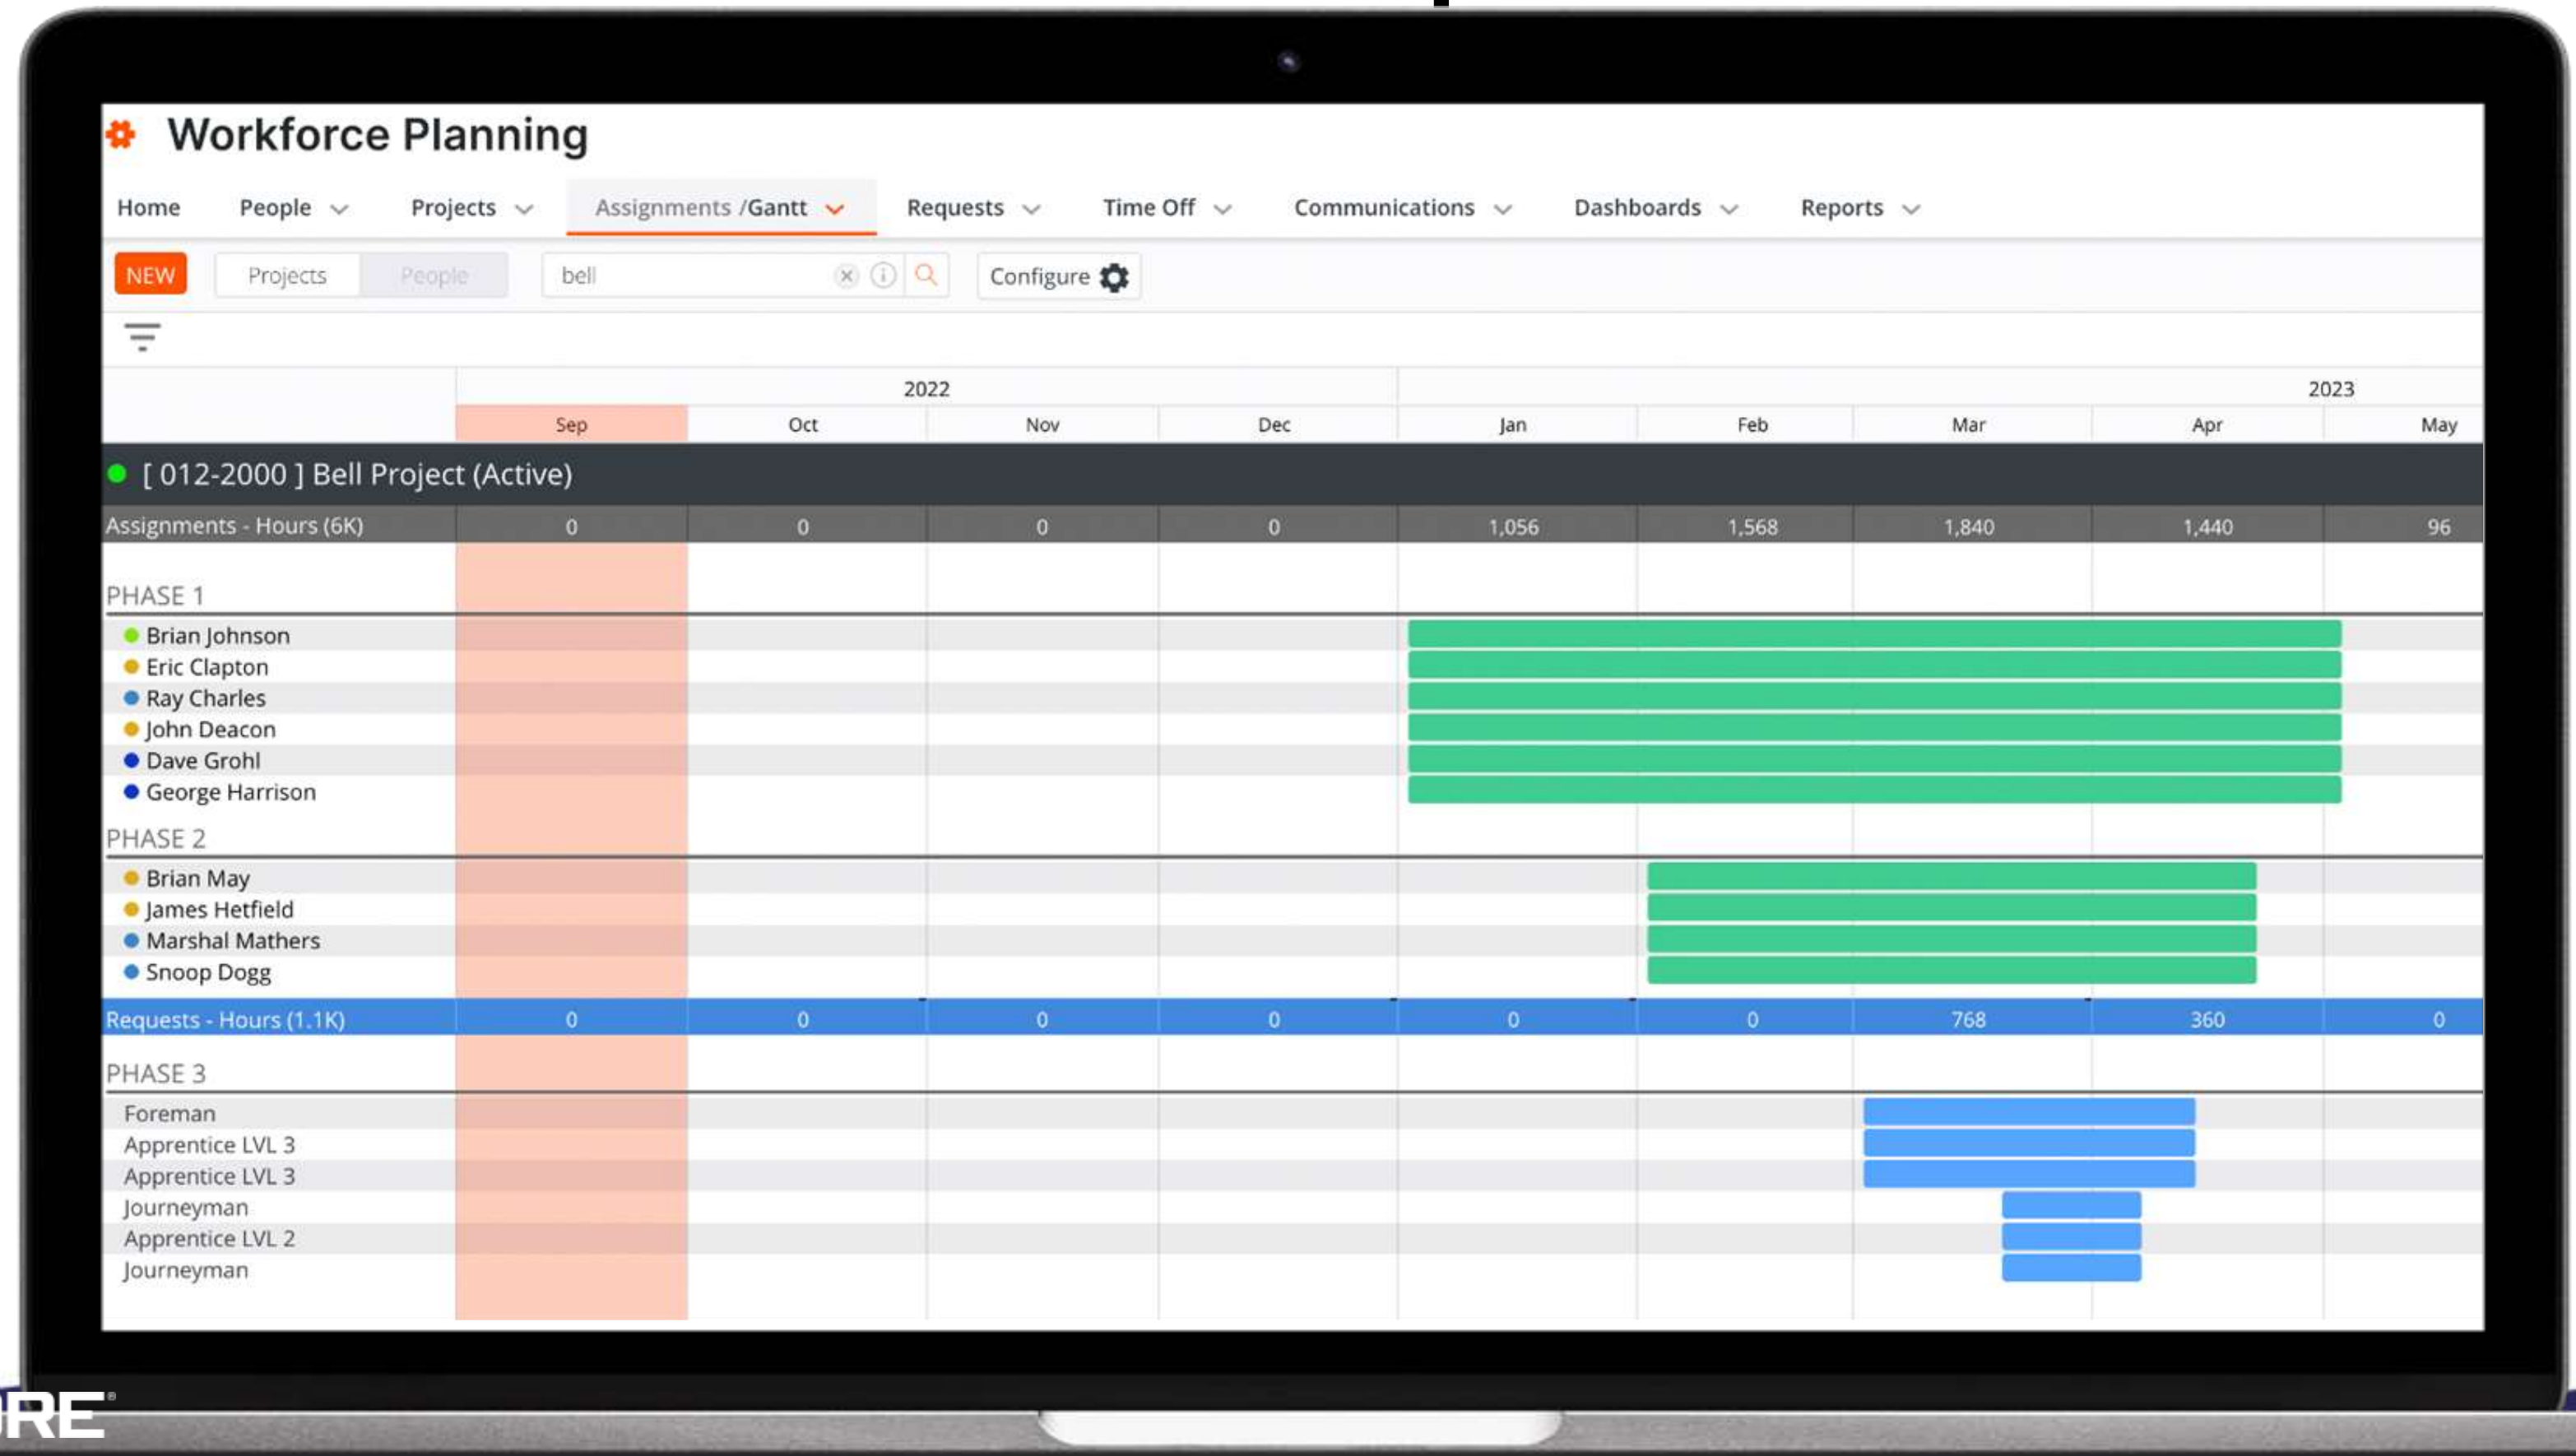 Workforce Planning
Home People Projects Assignments /Gantt Requests Time Off Communications Dashboards Reports
NEW Projects People bell Configure
2022 2023
Sep Oct Nov Dec Jan Feb Mar Apr May
[ 012-2000 ] Bell Project (Active)
Assignments - Hours (6K) 0 0 0 0 1,056 1,568 1,840 1,440 96
PHASE 1
Brian Johnson
Eric Clapton
Ray Charles
John Deacon
Dave Grohl
George Harrison
PHASE 2
Brian May
James Hetfield
Marshal Mathers
Snoop Dogg
Requests - Hours (1.1K) 0 0 0 0 0 0 768 360 0
PHASE 3
Foreman
Apprentice LVL 3
Apprentice LVL 3
Journeyman
Apprentice LVL 2
Journeyman